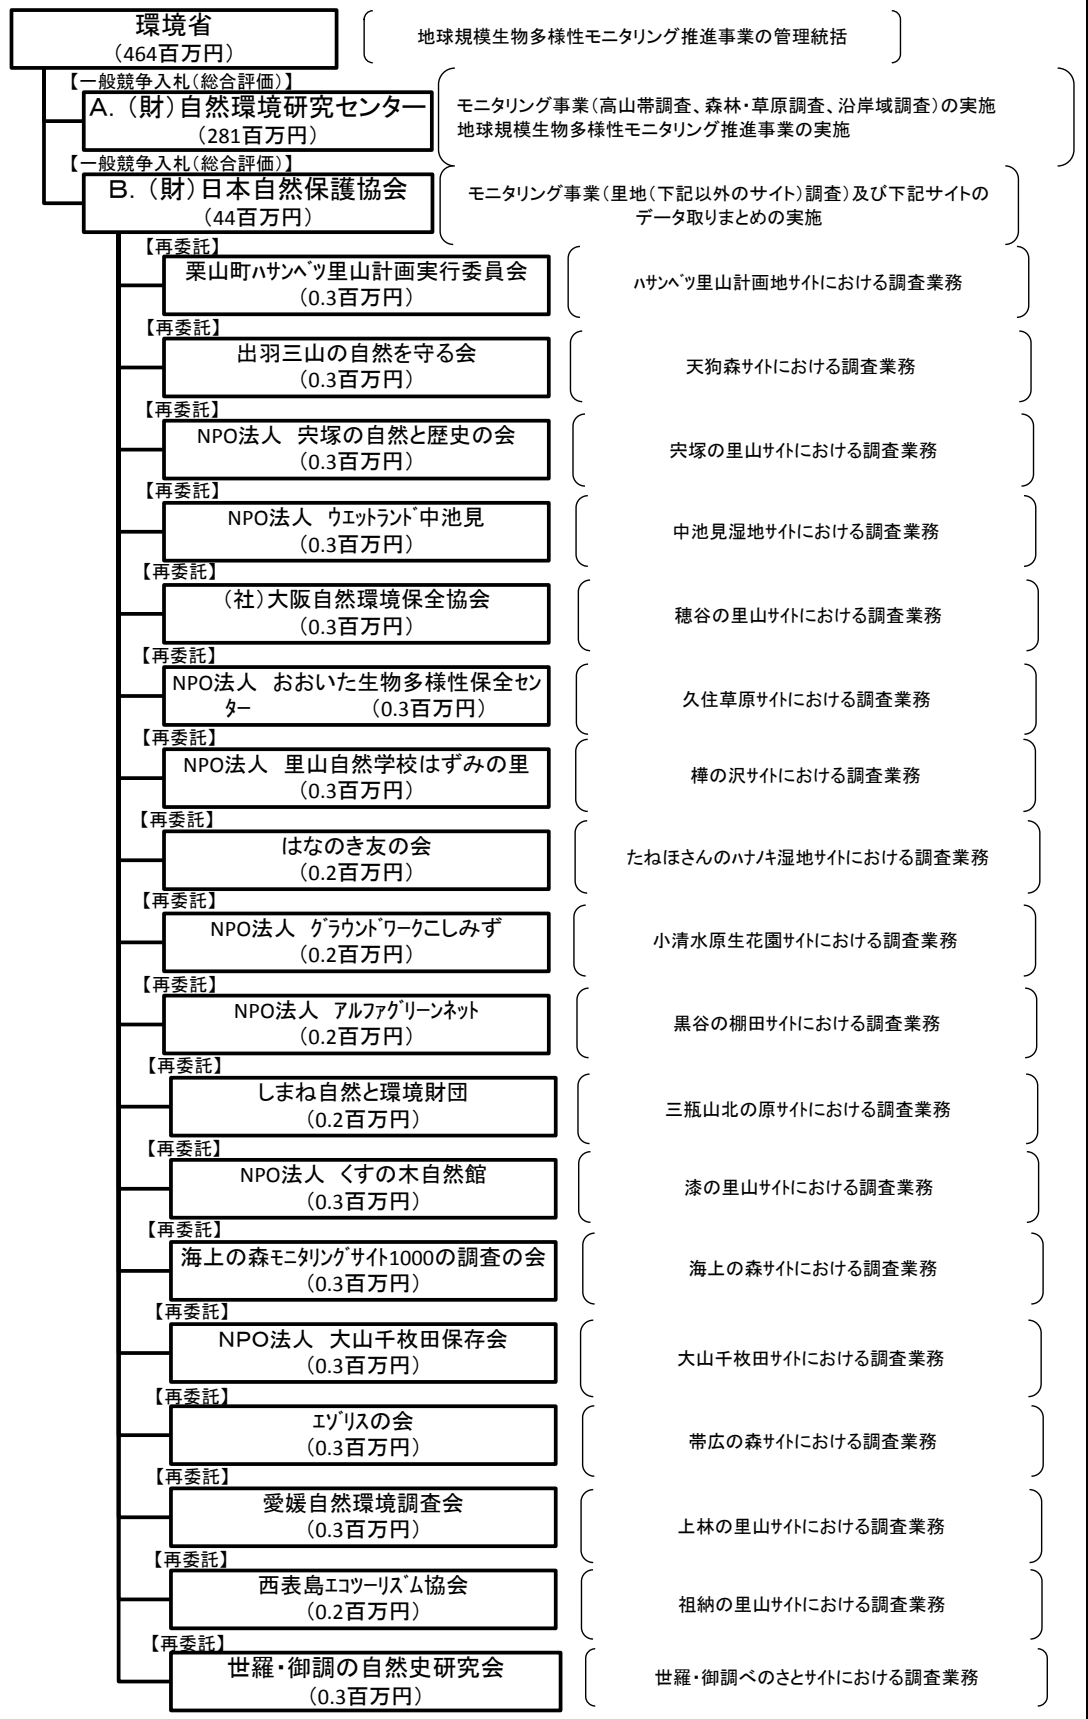 環境省
(464百万円)
地球規模生物多様性モニタリング推進事業の管理統括
【一般競争入札(総合評価)】
A. (財)自然環境研究センター
(281百万円)
モニタリング事業(高山帯調査、森林・草原調査、沿岸域調査)の実施
地球規模生物多様性モニタリング推進事業の実施
【一般競争入札(総合評価)】
B. (財)日本自然保護協会
(44百万円)
モニタリング事業(里地(下記以外のサイト)調査)及び下記サイトの
データ取りまとめの実施
【再委託】
栗山町ﾊｻﾝﾍﾞﾂ里山計画実行委員会
(0.3百万円)
ﾊｻﾝﾍﾞﾂ里山計画地ｻｲﾄにおける調査業務
【再委託】
出羽三山の自然を守る会
(0.3百万円)
天狗森ｻｲﾄにおける調査業務
【再委託】
NPO法人 宍塚の自然と歴史の会
(0.3百万円)
宍塚の里山ｻｲﾄにおける調査業務
【再委託】
NPO法人 ｳｴｯﾄﾗﾝﾄﾞ中池見
(0.3百万円)
中池見湿地ｻｲﾄにおける調査業務
【再委託】
(社)大阪自然環境保全協会
(0.3百万円)
穂谷の里山ｻｲﾄにおける調査業務
【再委託】
NPO法人 おおいた生物多様性保全ｾﾝ
ﾀｰ (0.3百万円)
久住草原ｻｲﾄにおける調査業務
【再委託】
NPO法人 里山自然学校はずみの里
(0.3百万円)
樺の沢ｻｲﾄにおける調査業務
【再委託】
はなのき友の会
(0.2百万円)
たねほさんのﾊﾅﾉｷ湿地ｻｲﾄにおける調査業務
【再委託】
NPO法人 ｸﾞﾗｳﾝﾄﾞﾜｰｸこしみず
(0.2百万円)
小清水原生花園ｻｲﾄにおける調査業務
【再委託】
NPO法人 ｱﾙﾌｧｸﾞﾘｰﾝﾈｯﾄ
(0.2百万円)
黒谷の棚田ｻｲﾄにおける調査業務
【再委託】
しまね自然と環境財団
(0.2百万円)
三瓶山北の原ｻｲﾄにおける調査業務
【再委託】
NPO法人 くすの木自然館
(0.3百万円)
漆の里山ｻｲﾄにおける調査業務
【再委託】
海上の森ﾓﾆﾀﾘﾝｸﾞｻｲﾄ1000の調査の会
(0.3百万円)
海上の森ｻｲﾄにおける調査業務
【再委託】
NPO法人 大山千枚田保存会
(0.3百万円)
大山千枚田ｻｲﾄにおける調査業務
【再委託】
ｴｿﾞﾘｽの会
(0.3百万円)
帯広の森ｻｲﾄにおける調査業務
【再委託】
愛媛自然環境調査会
(0.3百万円)
上林の里山ｻｲﾄにおける調査業務
【再委託】
西表島ｴｺﾂｰﾘｽﾞﾑ協会
(0.2百万円)
祖納の里山ｻｲﾄにおける調査業務
【再委託】
世羅・御調の自然史研究会
(0.3百万円)
世羅・御調べのさとｻｲﾄにおける調査業務